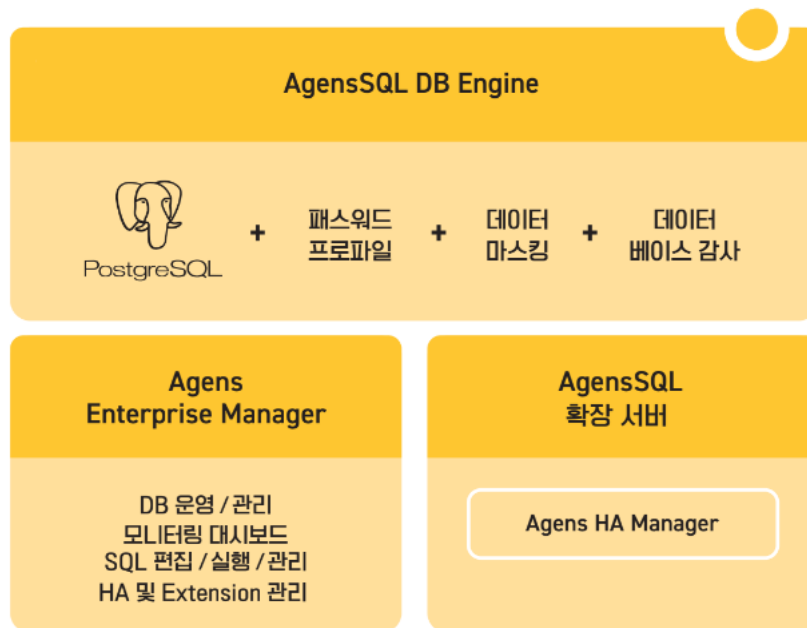 AgensSQL DB Engine
PostgreSQL + 패스워드 프로파일 + 데이터 마스킹 + 데이터 베이스 감사
Agens
Enterprise Manager
DB 운영 / 관리
모니터링 대시보드
SQL 편집 / 실행 / 관리
HA 및 Extension 관리
AgensSQL
확장 서버
Agens HA Manager